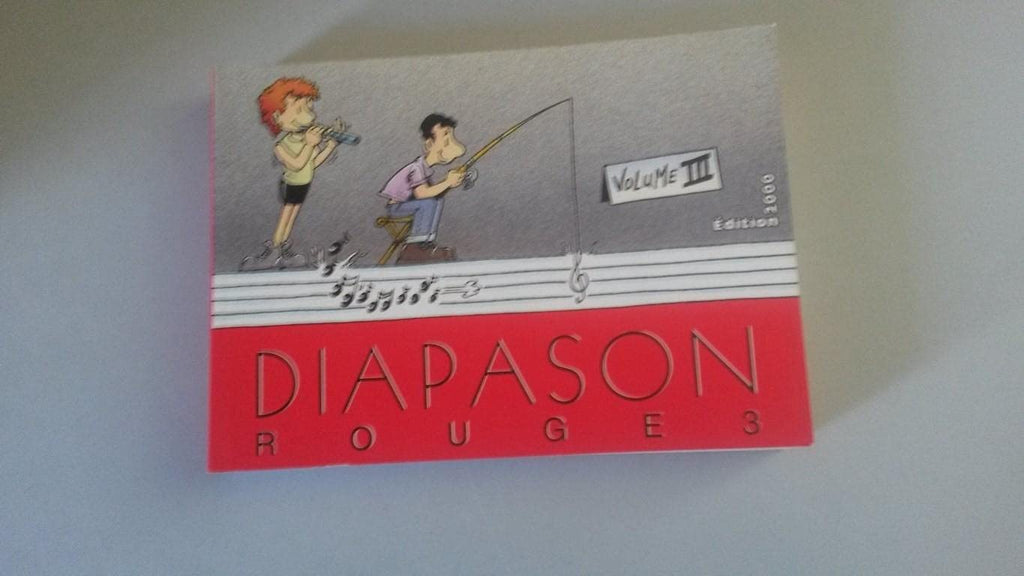 VOLUME III
Édition 2000
DIAPASON
ROUGE 3